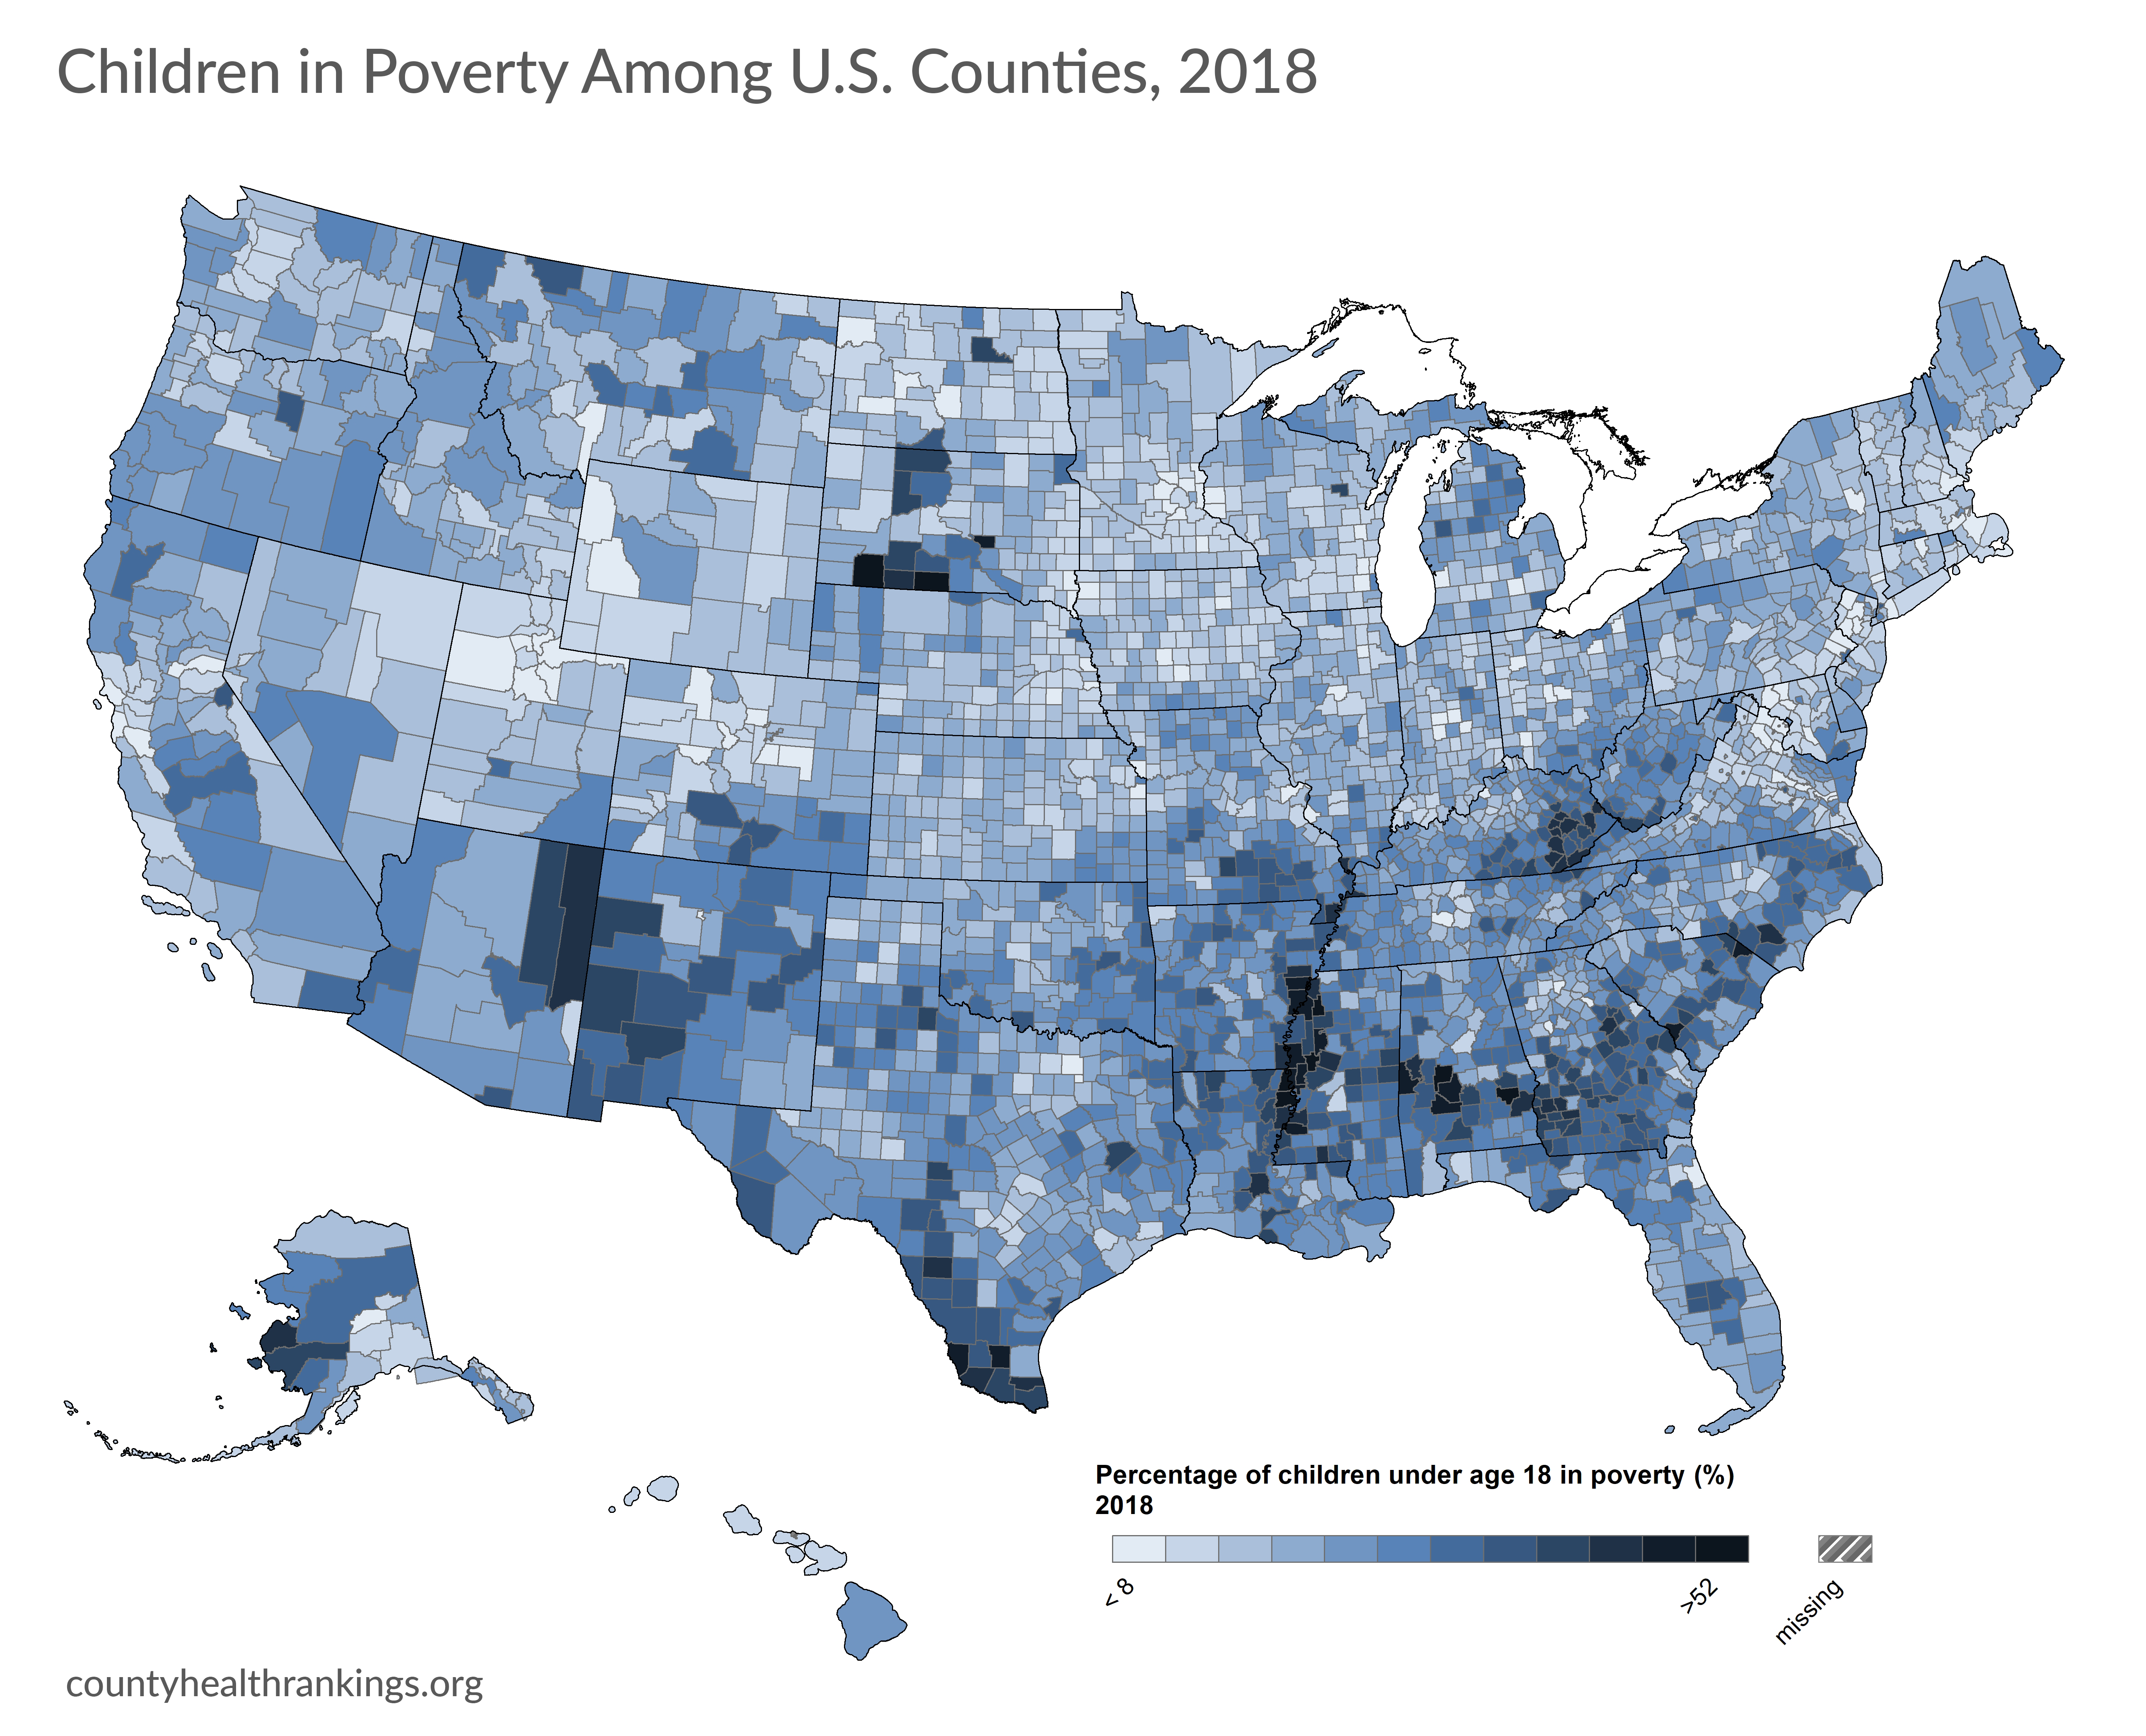 Children in Poverty Among U.S. Counties, 2018
Percentage of children under age 18 in poverty (%)
2018
< 8
>52
missing
countyhealthrankings.org